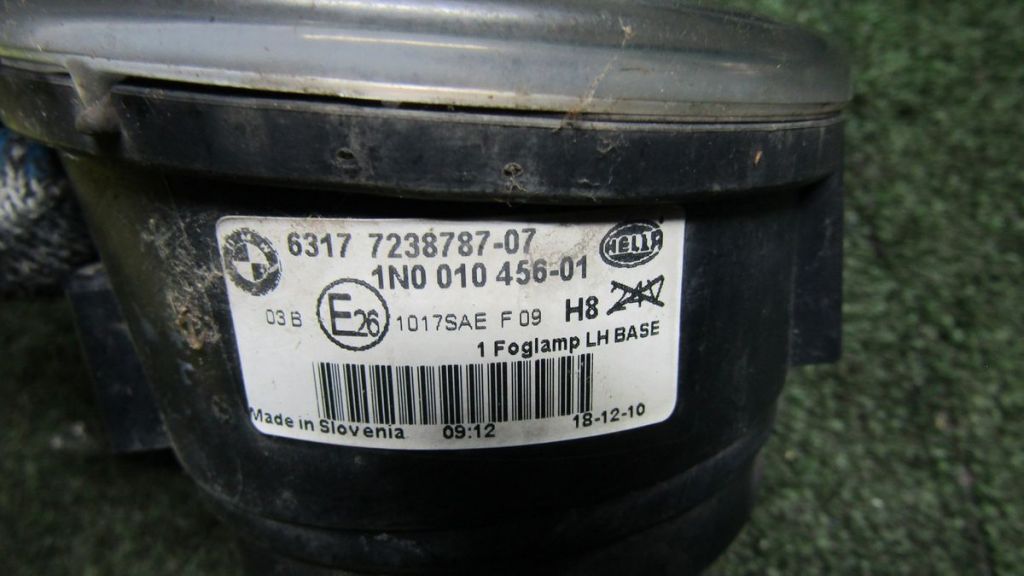 6317 7238787-07
HELLA
1N0 010 456-01
03 B E26 1017SAE F 09 H8 24V
1 Foglamp LH BASE
Made in Slovenia 09:12 18-12-10